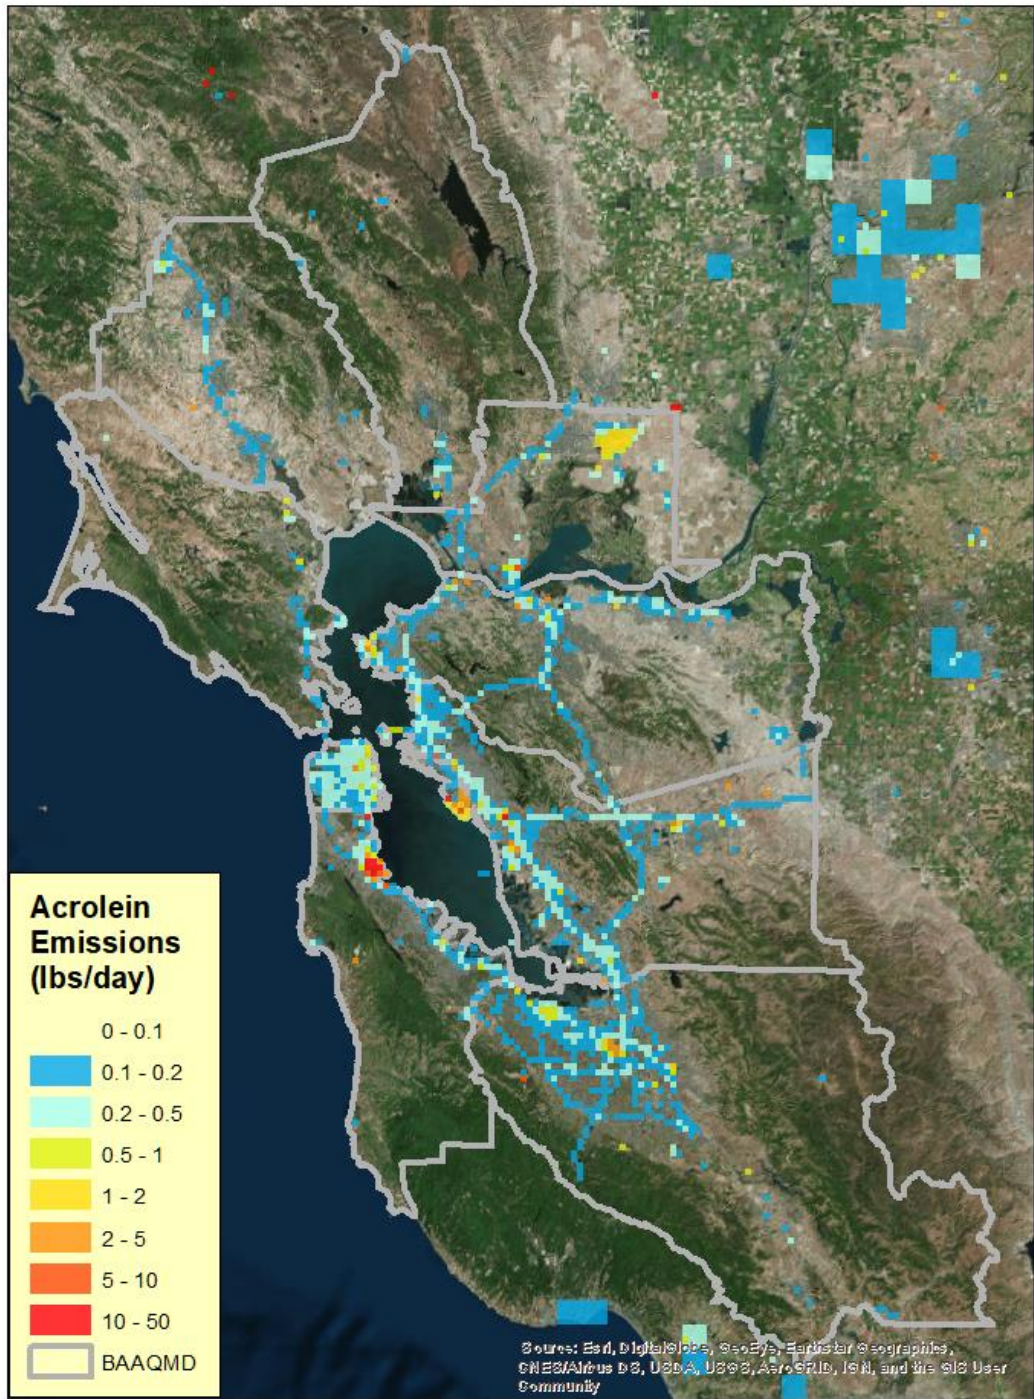 Acrolein
Emissions
(lbs/day)
0 - 0.1
0.1 - 0.2
0.2 - 0.5
0.5 - 1
1 - 2
2 - 5
5 - 10
10 - 50
BAAQMD
Source: Esri, DigitalGlobe, GeoEye, Earthstar Geographics,
CNES/Airbus DS, USDA, USGS, AeroGRID, IGN, and the GIS User
Community